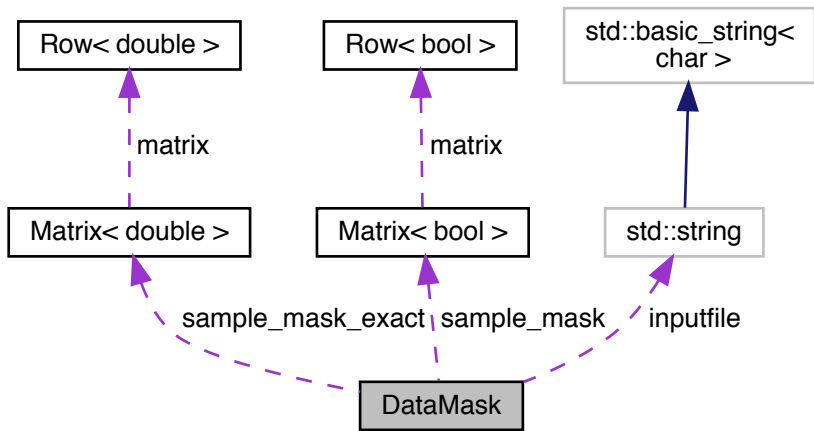 Row< double >
Row< bool >
std::basic_string<
char >
matrix
matrix
Matrix< double >
Matrix< bool >
std::string
sample_mask_exact
sample_mask
inputfile
DataMask